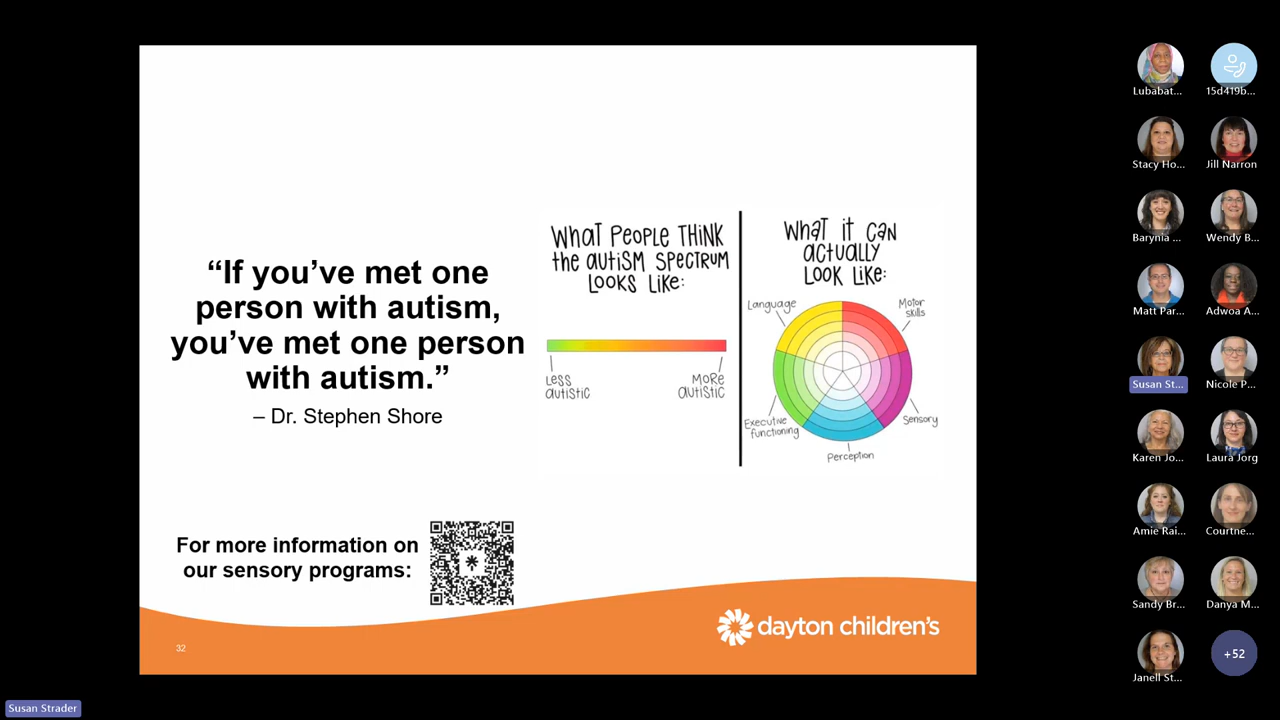 “If you’ve met one
person with autism,
you’ve met one person
with autism.”
– Dr. Stephen Shore
What people think
the autism spectrum
looks like:
Less
autistic
More
autistic
What it can
actually
look like:
Language
Motor
skills
Executive
functioning
Sensory
Perception
For more information on
our sensory programs:
32
dayton children's
Lubabat...
15d419b...
Stacy Ho...
Jill Narron
Barynia ...
Wendy B...
Matt Par...
Adwoa A...
Susan St...
Nicole P...
Karen Jo...
Laura Jorg
Amie Rai...
Courtne...
Sandy Br...
Danya M...
Janell St...
+52
Susan Strader